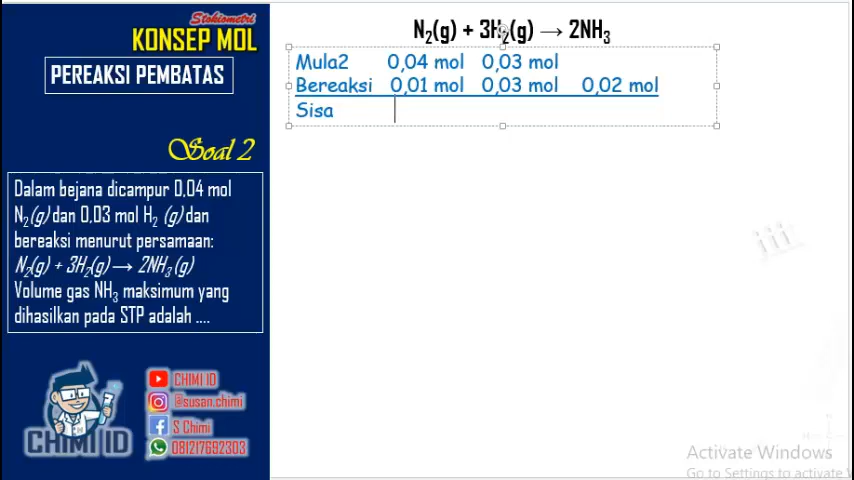 Stokiometri
KONSEP MOL
PEREAKSI PEMBATAS
Soal 2
Dalam bejana dicampur 0,04 mol
N₂(g) dan 0,03 mol H₂ (g) dan
bereaksi menurut persamaan:
N₂(g) + 3H₂(g) → 2NH₃ (g)
Volume gas NH₃ maksimum yang
dihasilkan pada STP adalah ....
CHIMI ID
CHIMI ID
@susan.chimi
S Chimi
081217692303
N₂(g) + 3H₂(g) → 2NH₃
Mula2 0,04 mol 0,03 mol
Bereaksi 0,01 mol 0,03 mol 0,02 mol
Sisa
iii
Activate Windows
Go to Settings to activate